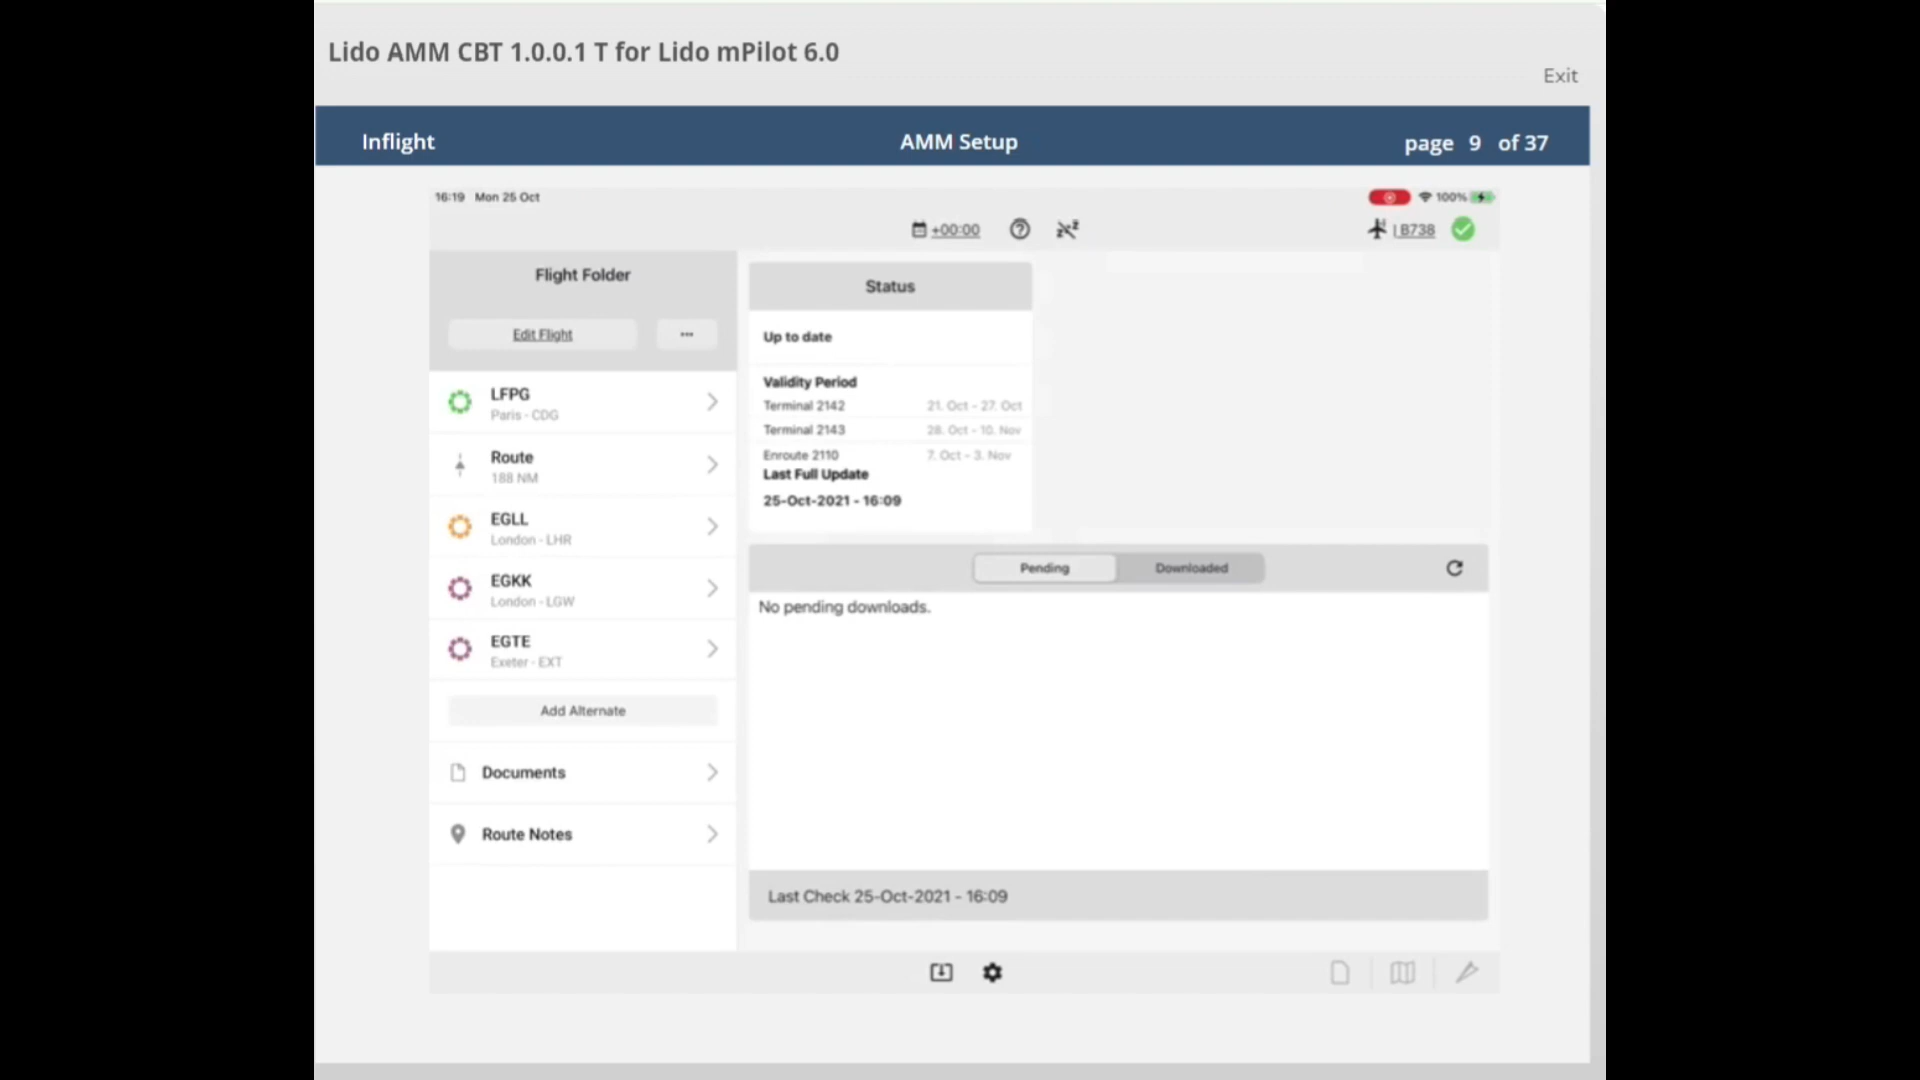 Lido AMM CBT 1.0.0.1 T for Lido mPilot 6.0
Exit
Inflight
AMM Setup
page 9 of 37
16:19 Mon 25 Oct
100%
+00:00
| B738
Flight Folder
Edit Flight
...
LFPG
Paris - CDG
Route
188 NM
EGLL
London - LHR
EGKK
London - LGW
EGTE
Exeter - EXT
Add Alternate
Documents
Route Notes
Status
Up to date
Validity Period
Terminal 2142 21. Oct - 27. Oct
Terminal 2143 28. Oct - 10. Nov
Enroute 2110 7. Oct - 3. Nov
Last Full Update
25-Oct-2021 - 16:09
Pending
Downloaded
No pending downloads.
Last Check 25-Oct-2021 - 16:09